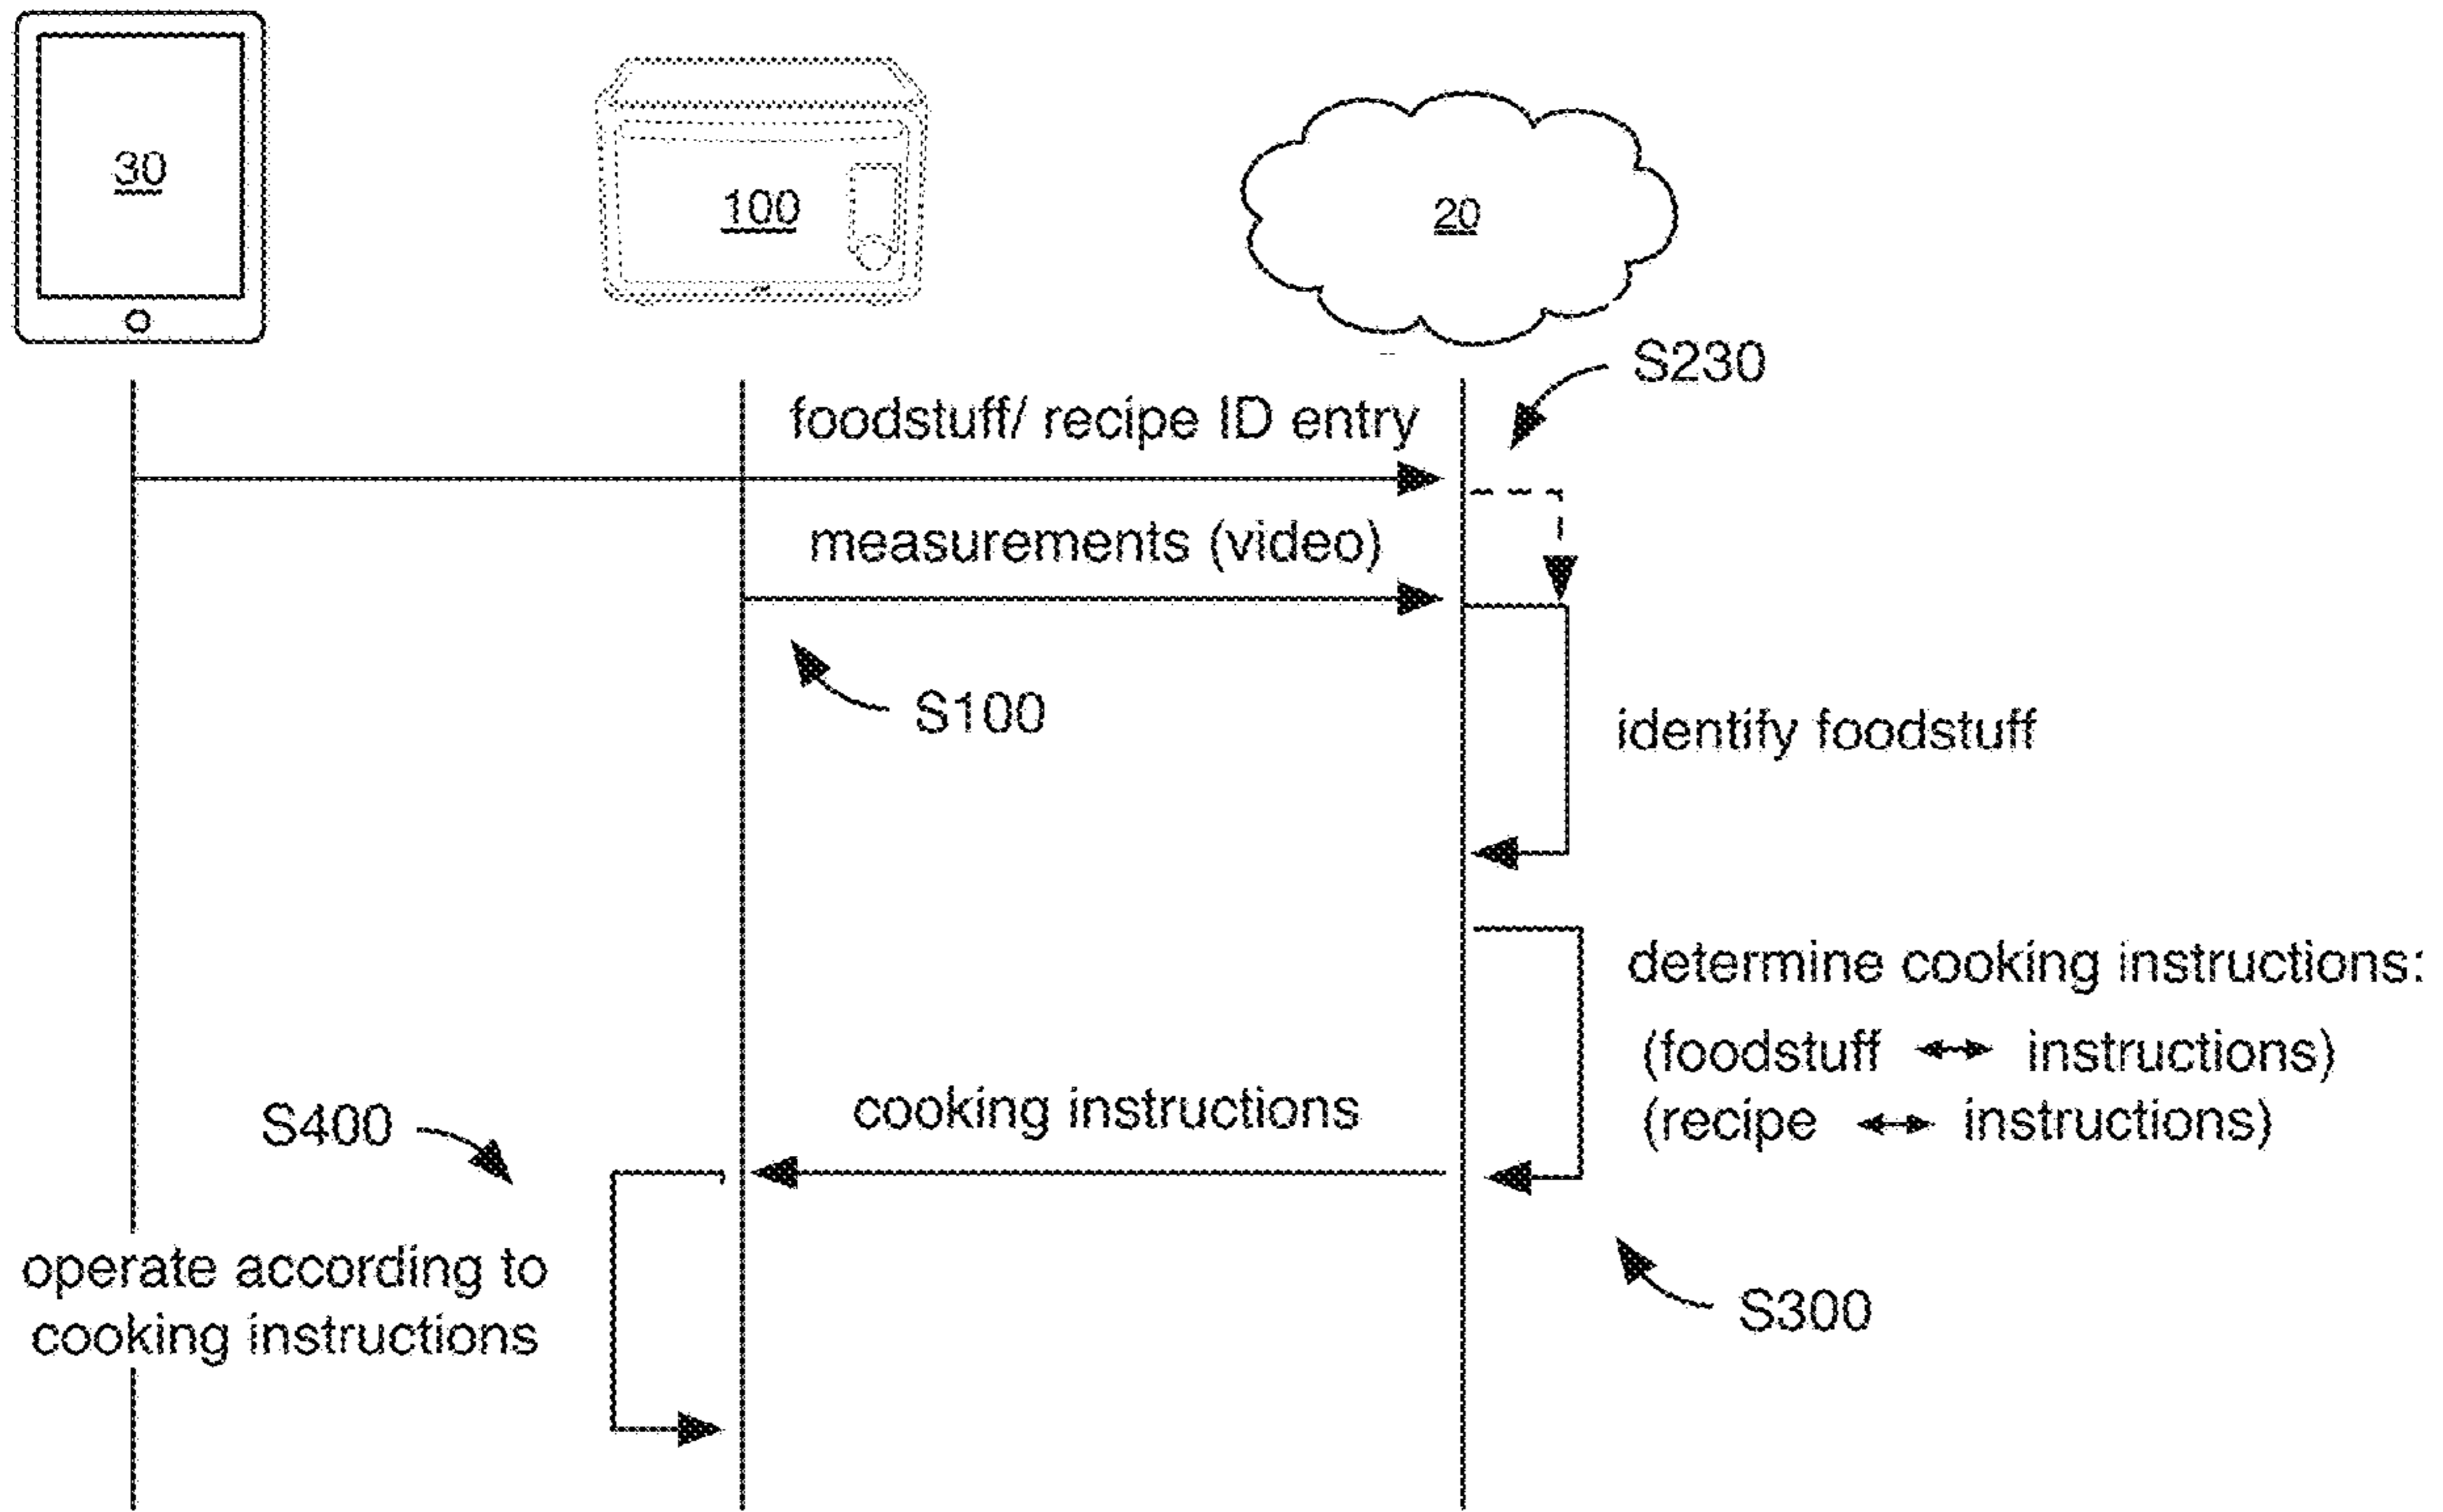 30
100
20
S230
foodstuff/ recipe ID entry
measurements (video)
S100
identify foodstuff
determine cooking instructions:
(foodstuff ↔ instructions)
(recipe ↔ instructions)
cooking instructions
S400
operate according to
cooking instructions
S300